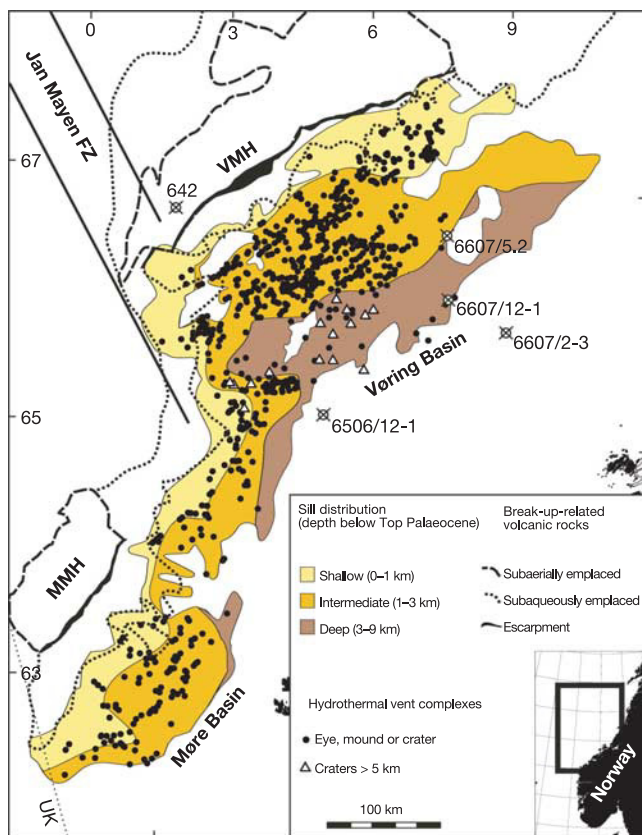 0 3 6 9
Jan Mayen FZ
67
VMH
642
6607/5.2
6607/12-1
6607/2-3
Vøring Basin
65
6506/12-1
MMH
63
Møre Basin
UK
Sill distribution
(depth below Top Palaeocene)
Shallow (0–1 km)
Intermediate (1–3 km)
Deep (3–9 km)
Break-up-related
volcanic rocks
Subaerially emplaced
Subaqueously emplaced
Escarpment
Hydrothermal vent complexes
Eye, mound or crater
Craters > 5 km
100 km
Norway